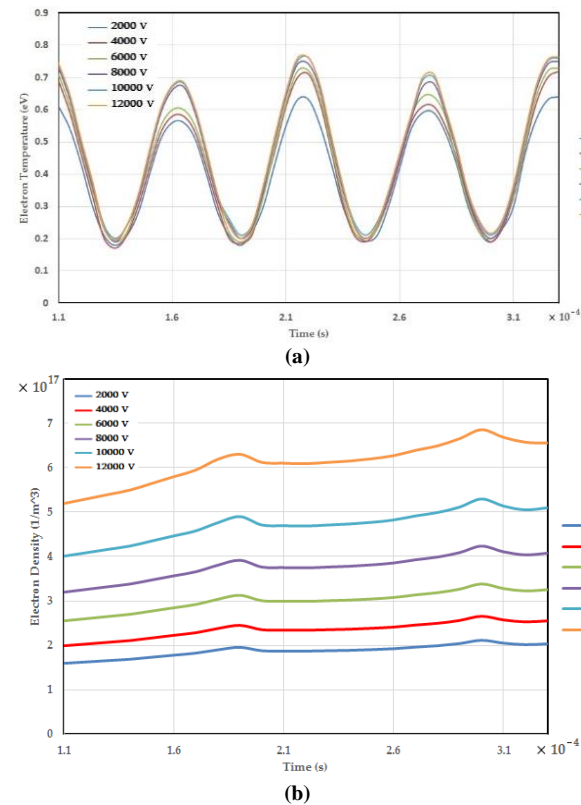 0.9
2000 V
4000 V
6000 V
8000 V
10000 V
12000 V
0.8
0.7
0.6
0.5
0.4
0.3
0.2
0.1
0
Electron Temperature (eV)
1.1
1.6
2.1
2.6
3.1
× 10⁻⁴
Time (s)
(a)
× 10¹⁷
2000 V
4000 V
6000 V
8000 V
10000 V
12000 V
7
6
5
4
3
2
1
0
Electron Density (1/m^3)
1.1
1.6
2.1
2.6
3.1
× 10⁻⁴
Time (s)
(b)